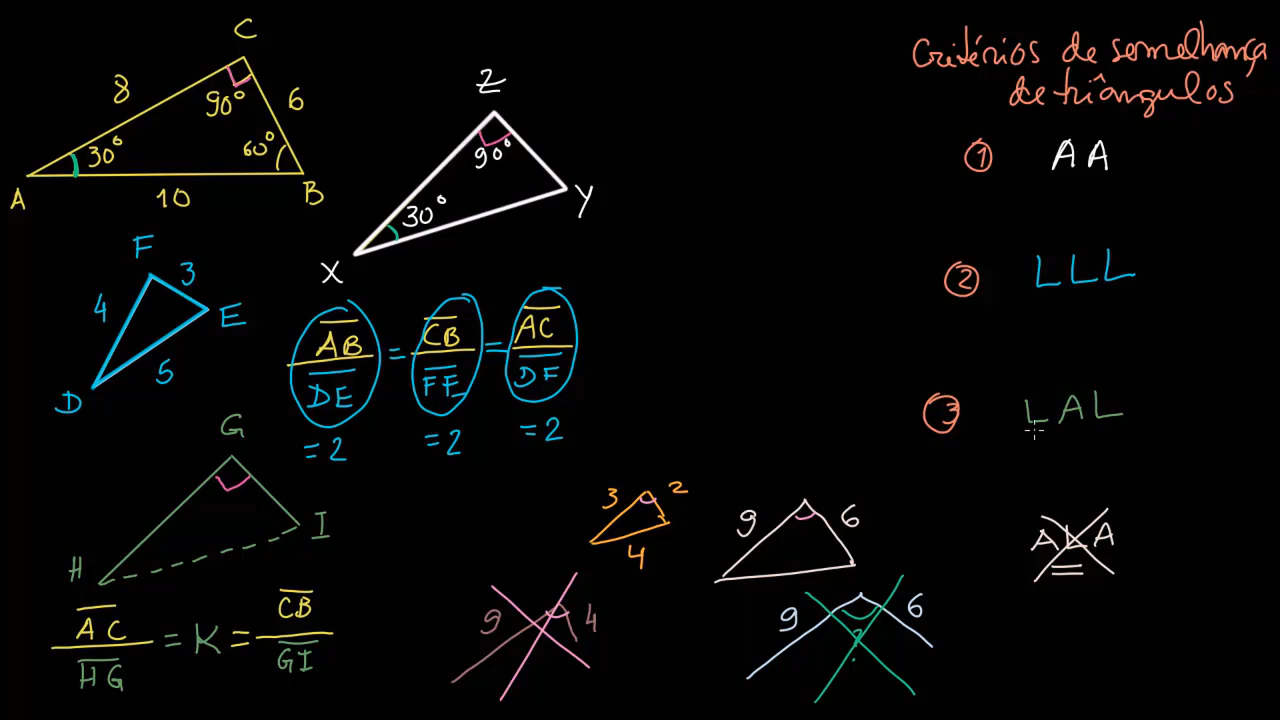 Critérios de semelhança
de triângulos
① AA
② LLL
③ LAL
ALA
C
8
90°
6
30°
60°
A
10
B
Z
90°
30°
Y
X
F
3
4
E
5
D
AB/DE = CB/FE = AC/DF
=2 =2 =2
G
H
I
AC/HG = K = CB/GI
3 2
4
9 6
9 4
9 6
?